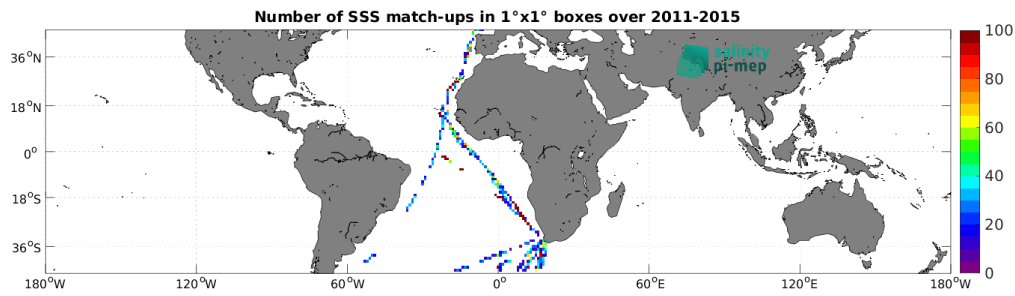 Number of SSS match-ups in 1°x1° boxes over 2011-2015
salinity
pi-mep
36°N
18°N
0°
18°S
36°S
180°W
120°W
60°W
0°
60°E
120°E
180°W
100
80
60
40
20
0